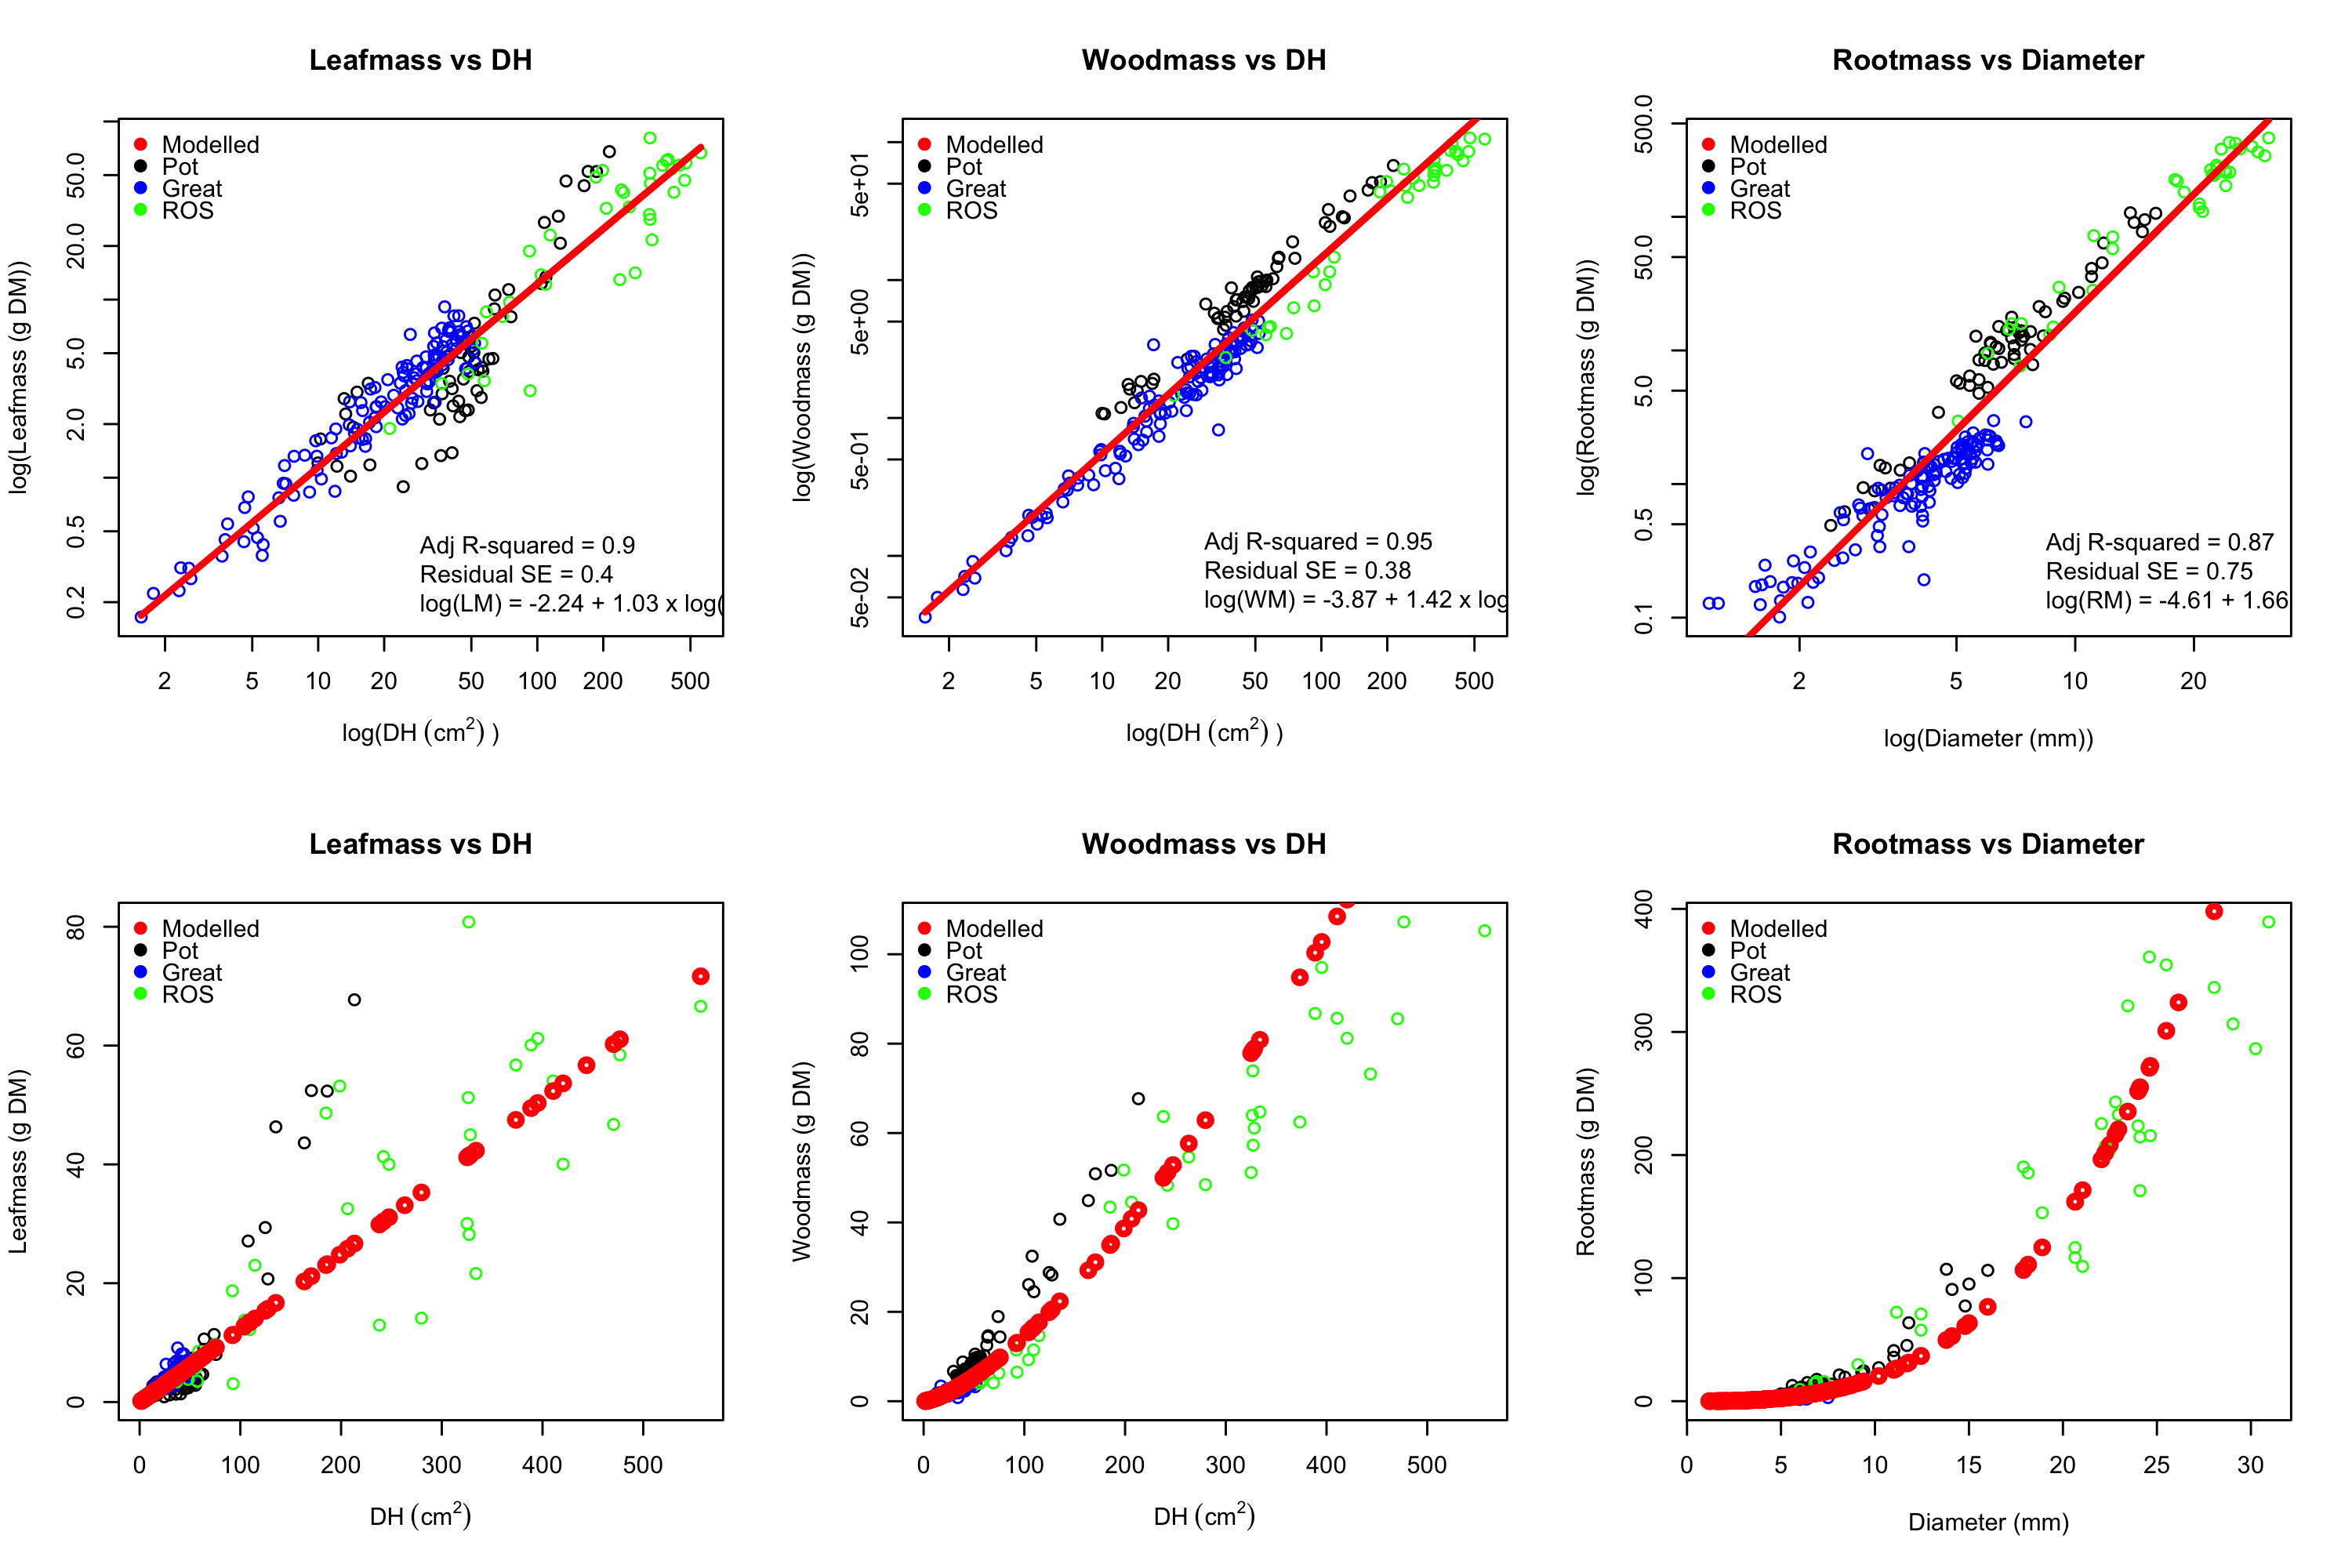 Leafmass vs DH
Modelled
Pot
Great
ROS
Adj R-squared = 0.9
Residual SE = 0.4
log(LM) = -2.24 + 1.03 x log(
log(Leafmass (g DM))
0.2
0.5
2.0
5.0
20.0
50.0
2 5 10 20 50 100 200 500
log(DH (cm²) )
Woodmass vs DH
Modelled
Pot
Great
ROS
Adj R-squared = 0.95
Residual SE = 0.38
log(WM) = -3.87 + 1.42 x log
log(Woodmass (g DM))
5e-02
5e-01
5e+00
5e+01
2 5 10 20 50 100 200 500
log(DH (cm²) )
Rootmass vs Diameter
Modelled
Pot
Great
ROS
Adj R-squared = 0.87
Residual SE = 0.75
log(RM) = -4.61 + 1.66
log(Rootmass (g DM))
0.1
0.5
5.0
50.0
500.0
2 5 10 20
log(Diameter (mm))
Leafmass vs DH
Modelled
Pot
Great
ROS
Leafmass (g DM)
0
20
40
60
80
0 100 200 300 400 500
DH (cm²)
Woodmass vs DH
Modelled
Pot
Great
ROS
Woodmass (g DM)
0
20
40
60
80
100
0 100 200 300 400 500
DH (cm²)
Rootmass vs Diameter
Modelled
Pot
Great
ROS
Rootmass (g DM)
0
100
200
300
400
0 5 10 15 20 25 30
Diameter (mm)